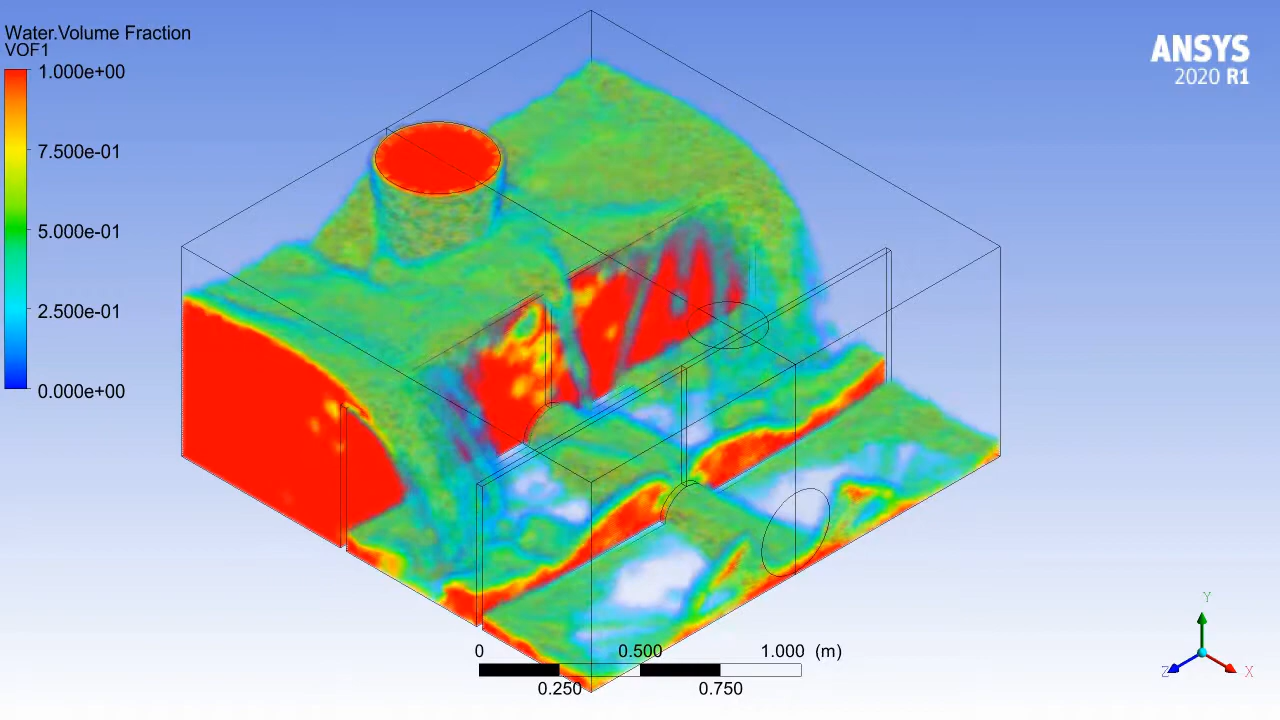 Water.Volume Fraction
VOF1
1.000e+00
7.500e-01
5.000e-01
2.500e-01
0.000e+00
ANSYS
2020 R1
0 0.500 1.000 (m)
0.250 0.750
Y
Z X